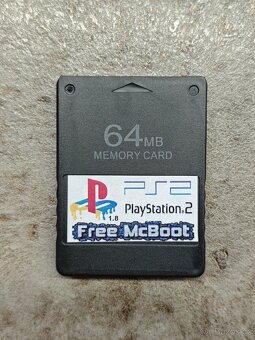 64MB
MEMORY CARD
PS2
PlayStation.2
1.8
Free McBoot